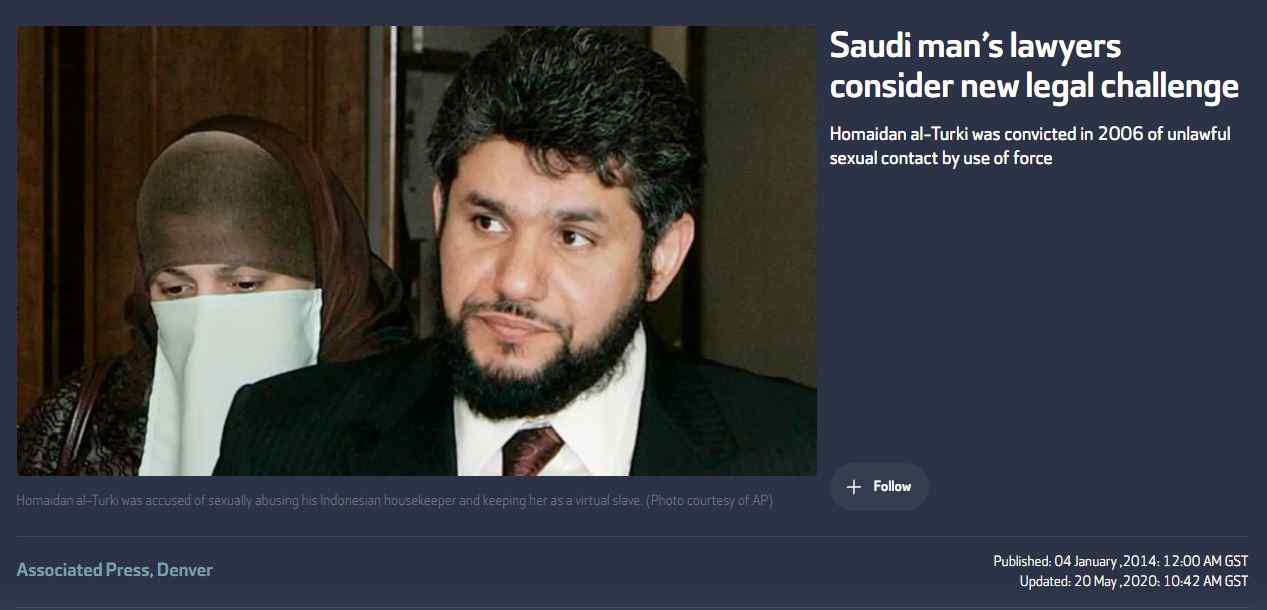 Saudi man’s lawyers
consider new legal challenge
Homaidan al-Turki was convicted in 2006 of unlawful
sexual contact by use of force
+ Follow
Homaidan al-Turki was accused of sexually abusing his Indonesian housekeeper and keeping her as a virtual slave. (Photo courtesy of AP)
Associated Press, Denver
Published: 04 January ,2014: 12:00 AM GST
Updated: 20 May ,2020: 10:42 AM GST